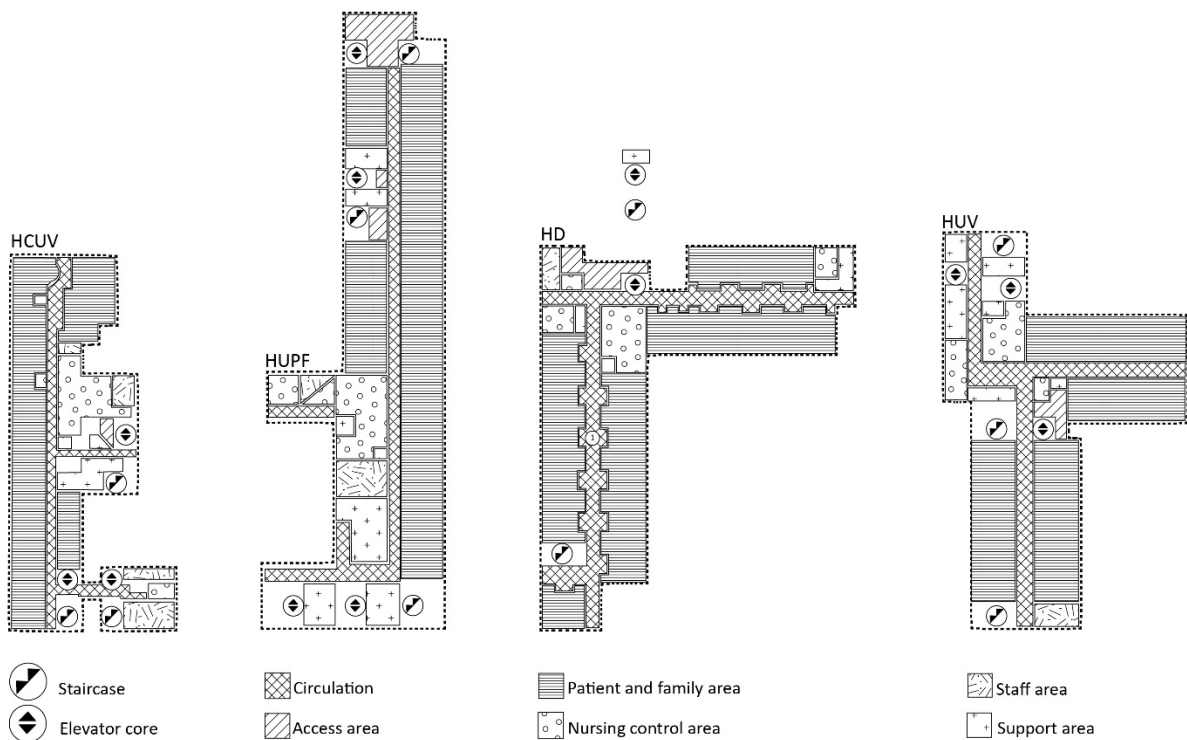 HCUV
HUPF
HD
HUV
1
Staircase
Circulation
Patient and family area
Staff area
Elevator core
Access area
Nursing control area
Support area